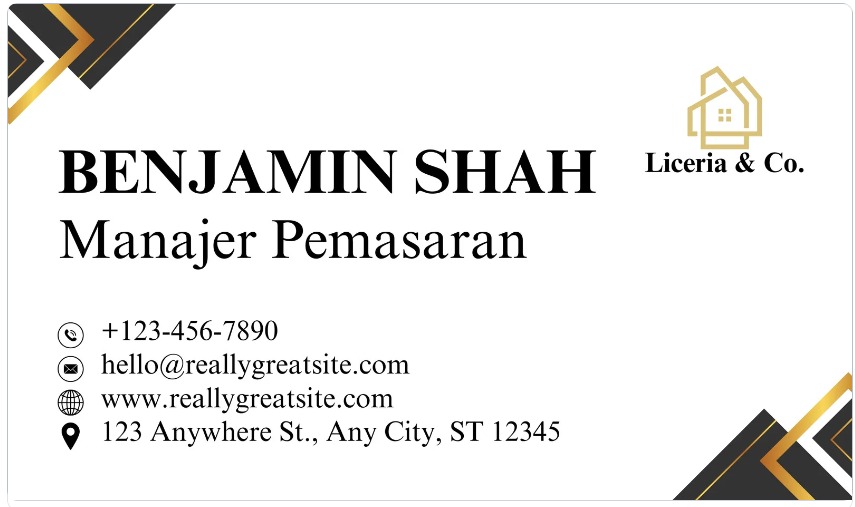 BENJAMIN SHAH
Manajer Pemasaran
Liceria & Co.
+123-456-7890
hello@reallygreatsite.com
www.reallygreatsite.com
123 Anywhere St., Any City, ST 12345